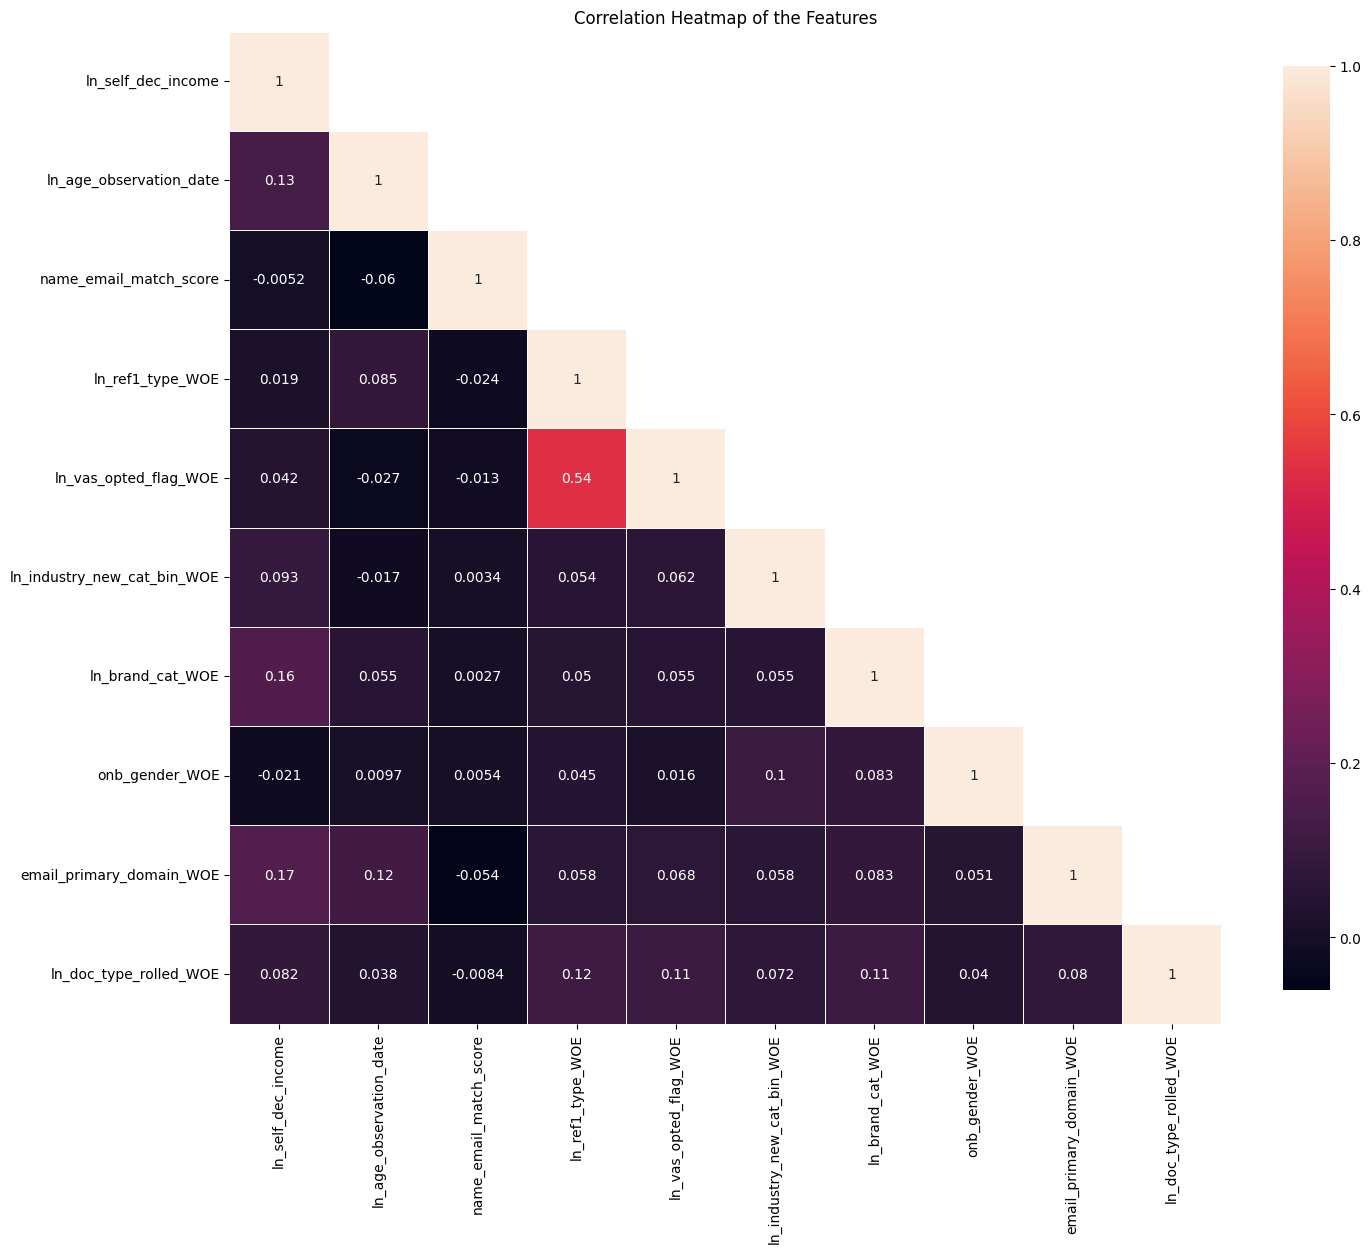 Correlation Heatmap of the Features
ln_self_dec_income 1
ln_age_observation_date 0.13 1
name_email_match_score -0.0052 -0.06 1
ln_ref1_type_WOE 0.019 0.085 -0.024 1
ln_vas_opted_flag_WOE 0.042 -0.027 -0.013 0.54 1
ln_industry_new_cat_bin_WOE 0.093 -0.017 0.0034 0.054 0.062 1
ln_brand_cat_WOE 0.16 0.055 0.0027 0.05 0.055 0.055 1
onb_gender_WOE -0.021 0.0097 0.0054 0.045 0.016 0.1 0.083 1
email_primary_domain_WOE 0.17 0.12 -0.054 0.058 0.068 0.058 0.083 0.051 1
ln_doc_type_rolled_WOE 0.082 0.038 -0.0084 0.12 0.11 0.072 0.11 0.04 0.08 1
ln_self_dec_income
ln_age_observation_date
name_email_match_score
ln_ref1_type_WOE
ln_vas_opted_flag_WOE
ln_industry_new_cat_bin_WOE
ln_brand_cat_WOE
onb_gender_WOE
email_primary_domain_WOE
ln_doc_type_rolled_WOE
1.0
0.8
0.6
0.4
0.2
0.0